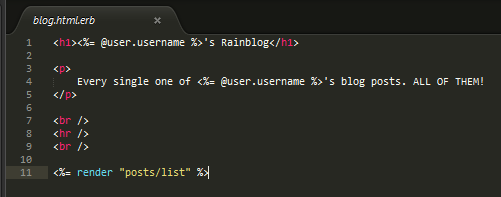 blog.html.erb ×
1 <h1><%= @user.username %>'s Rainblog</h1>
2
3 <p>
4 Every single one of <%= @user.username %>'s blog posts. ALL OF THEM!
5 </p>
6
7 <br />
8 <hr />
9 <br />
10
11 <%= render "posts/list" %>